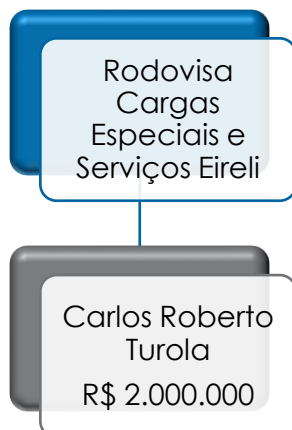 Rodovisa
Cargas
Especiais e
Serviços Eireli
Carlos Roberto
Turola
R$ 2.000.000